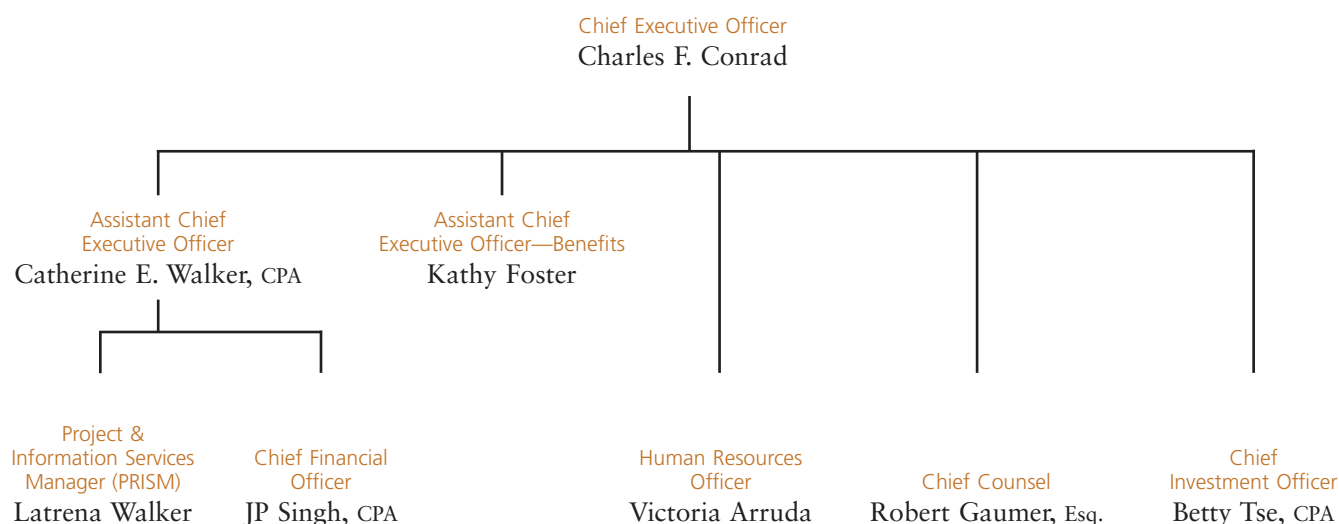 Chief Executive Officer
Charles F. Conrad
Assistant Chief
Executive Officer
Catherine E. Walker, CPA
Assistant Chief
Executive Officer—Benefits
Kathy Foster
Project &
Information Services
Manager (PRISM)
Latrena Walker
Chief Financial
Officer
JP Singh, CPA
Human Resources
Officer
Victoria Arruda
Chief Counsel
Robert Gaumer, Esq.
Chief
Investment Officer
Betty Tse, CPA